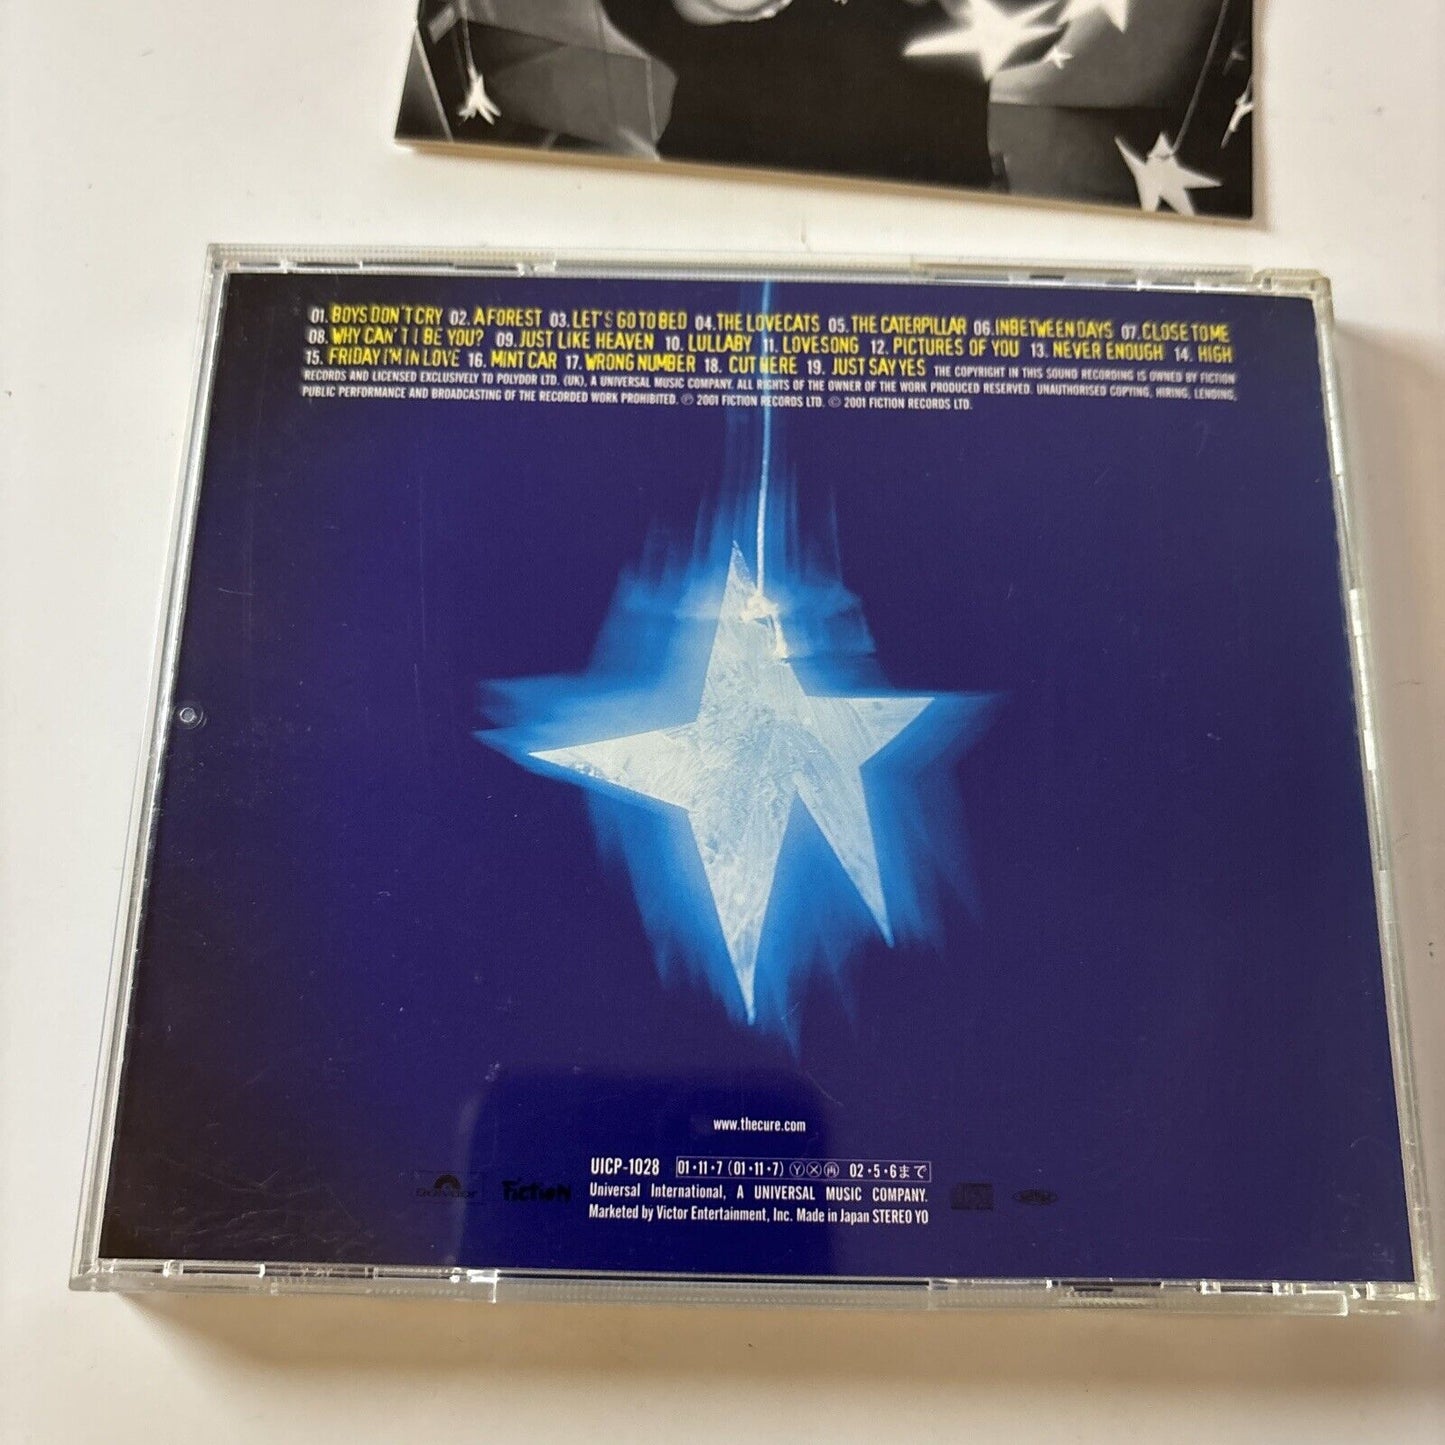 01. BOYS DON'T CRY 02. A FOREST 03. LET'S GO TO BED 04. THE LOVECATS 05. THE CATERPILLAR 06. INBETWEEN DAYS 07. CLOSE TO ME
08. WHY CAN'T I BE YOU? 09. JUST LIKE HEAVEN 10. LULLABY 11. LOVESONG 12. PICTURES OF YOU 13. NEVER ENOUGH 14. HIGH
15. FRIDAY I'M IN LOVE 16. MINT CAR 17. WRONG NUMBER 18. CUT HERE 19. JUST SAY YES THE COPYRIGHT IN THIS SOUND RECORDING IS OWNED BY FICTION
RECORDS AND LICENSED EXCLUSIVELY TO POLYDOR LTD. (UK), A UNIVERSAL MUSIC COMPANY. ALL RIGHTS OF THE OWNER OF THE WORK PRODUCED RESERVED. UNAUTHORISED COPYING, HIRING, LENDING,
PUBLIC PERFORMANCE AND BROADCASTING OF THE RECORDED WORK PROHIBITED. ℗ 2001 FICTION RECORDS LTD. © 2001 FICTION RECORDS LTD.
www.thecure.com
UICP-1028 01・11・7 (01・11・7) Ⓨ Ⓧ ㊢ 02・5・6まで
Polydor FICTION Universal International, A UNIVERSAL MUSIC COMPANY.
Marketed by Victor Entertainment, Inc. Made in Japan STEREO YO